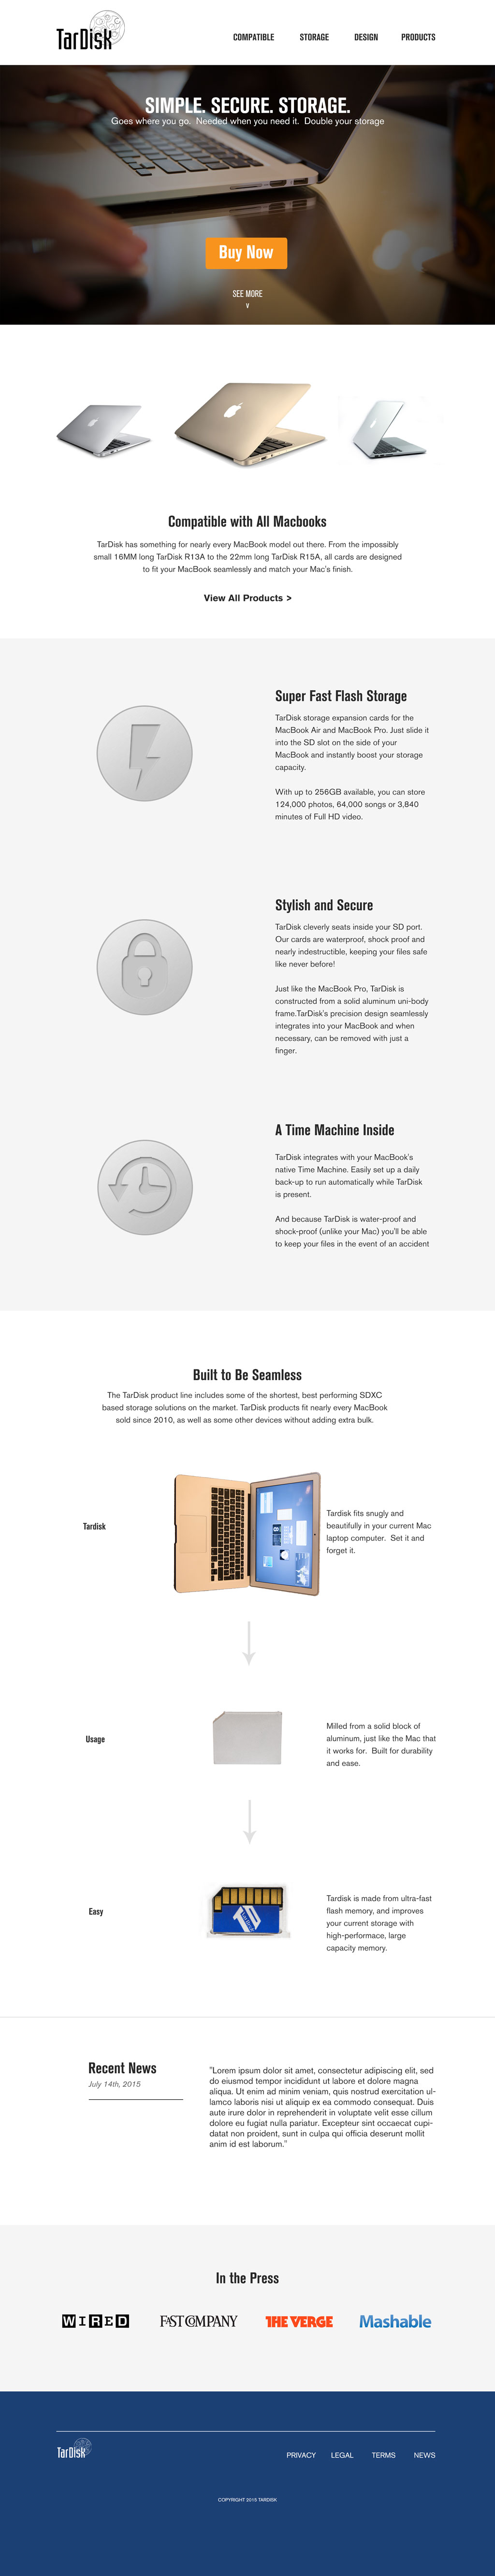 TarDisk
COMPATIBLE STORAGE DESIGN PRODUCTS
SIMPLE. SECURE. STORAGE.
Goes where you go. Needed when you need it. Double your storage
Buy Now
SEE MORE
v
Compatible with All Macbooks
TarDisk has something for nearly every MacBook model out there. From the impossibly
small 16MM long TarDisk R13A to the 22mm long TarDisk R15A, all cards are designed
to fit your MacBook seamlessly and match your Mac's finish.
View All Products >
Super Fast Flash Storage
TarDisk storage expansion cards for the
MacBook Air and MacBook Pro. Just slide it
into the SD slot on the side of your
MacBook and instantly boost your storage
capacity.
With up to 256GB available, you can store
124,000 photos, 64,000 songs or 3,840
minutes of Full HD video.
Stylish and Secure
TarDisk cleverly seats inside your SD port.
Our cards are waterproof, shock proof and
nearly indestructible, keeping your files safe
like never before!
Just like the MacBook Pro, TarDisk is
constructed from a solid aluminum uni-body
frame.TarDisk's precision design seamlessly
integrates into your MacBook and when
necessary, can be removed with just a
finger.
A Time Machine Inside
TarDisk integrates with your MacBook's
native Time Machine. Easily set up a daily
back-up to run automatically while TarDisk
is present.
And because TarDisk is water-proof and
shock-proof (unlike your Mac) you'll be able
to keep your files in the event of an accident
Built to Be Seamless
The TarDisk product line includes some of the shortest, best performing SDXC
based storage solutions on the market. TarDisk products fit nearly every MacBook
sold since 2010, as well as some other devices without adding extra bulk.
Tardisk
Tardisk fits snugly and
beautifully in your current Mac
laptop computer. Set it and
forget it.
Usage
Milled from a solid block of
aluminum, just like the Mac that
it works for. Built for durability
and ease.
Easy
Tardisk is made from ultra-fast
flash memory, and improves
your current storage with
high-performace, large
capacity memory.
Recent News
July 14th, 2015
"Lorem ipsum dolor sit amet, consectetur adipiscing elit, sed
do eiusmod tempor incididunt ut labore et dolore magna
aliqua. Ut enim ad minim veniam, quis nostrud exercitation ul-
lamco laboris nisi ut aliquip ex ea commodo consequat. Duis
aute irure dolor in reprehenderit in voluptate velit esse cillum
dolore eu fugiat nulla pariatur. Excepteur sint occaecat cupi-
datat non proident, sunt in culpa qui officia deserunt mollit
anim id est laborum."
In the Press
WIRED FAST COMPANY THE VERGE Mashable
TarDisk
PRIVACY LEGAL TERMS NEWS
COPYRIGHT 2015 TARDISK